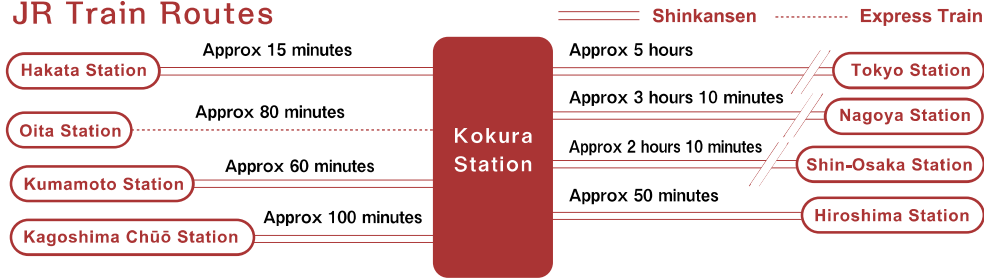 JR Train Routes
Shinkansen
Express Train
Approx 15 minutes
Hakata Station
Approx 80 minutes
Oita Station
Approx 60 minutes
Kumamoto Station
Approx 100 minutes
Kagoshima Chūō Station
Kokura
Station
Approx 5 hours
Tokyo Station
Approx 3 hours 10 minutes
Nagoya Station
Approx 2 hours 10 minutes
Shin-Osaka Station
Approx 50 minutes
Hiroshima Station